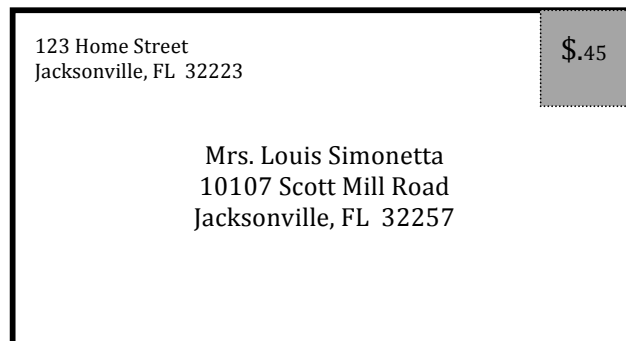 123 Home Street
Jacksonville, FL  32223
$.45
Mrs. Louis Simonetta
10107 Scott Mill Road
Jacksonville, FL  32257